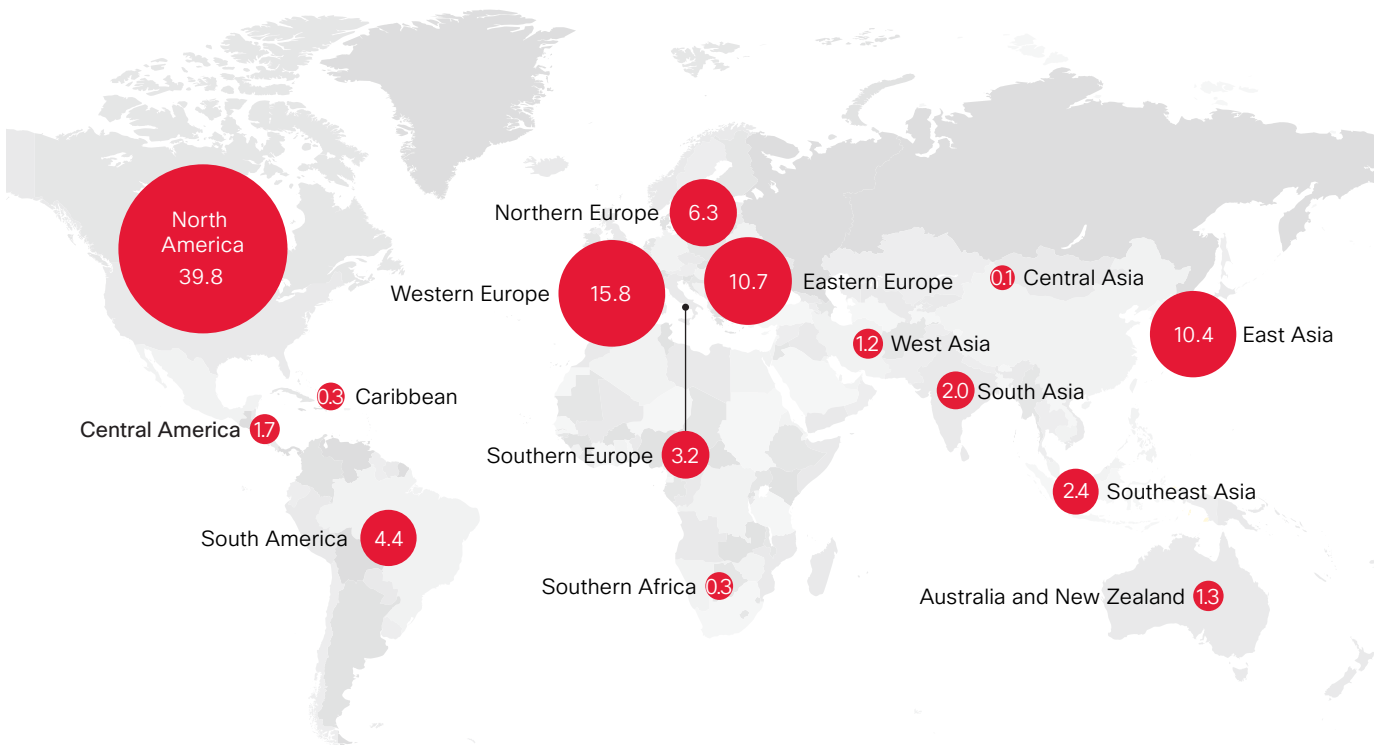 North
America
39.8
Northern Europe 6.3
Western Europe 15.8
10.7 Eastern Europe
0.1 Central Asia
10.4 East Asia
1.2 West Asia
2.0 South Asia
0.3 Caribbean
Central America 1.7
Southern Europe 3.2
2.4 Southeast Asia
South America 4.4
Southern Africa 0.3
Australia and New Zealand 1.3